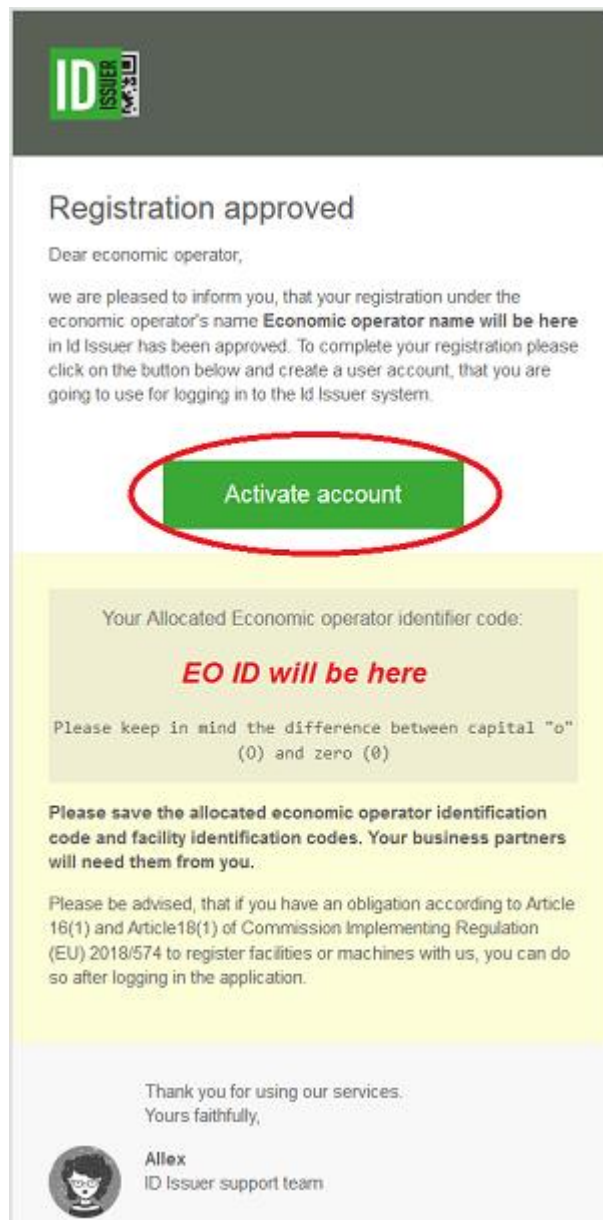 ID ISSUER
Registration approved
Dear economic operator,
we are pleased to inform you, that your registration under the
economic operator's name Economic operator name will be here
in Id Issuer has been approved. To complete your registration please
click on the button below and create a user account, that you are
going to use for logging in to the Id Issuer system.
Activate account
Your Allocated Economic operator identifier code:
EO ID will be here
Please keep in mind the difference between capital "o"
(O) and zero (0)
Please save the allocated economic operator identification
code and facility identification codes. Your business partners
will need them from you.
Please be advised, that if you have an obligation according to Article
16(1) and Article18(1) of Commission Implementing Regulation
(EU) 2018/574 to register facilities or machines with us, you can do
so after logging in the application.
Thank you for using our services.
Yours faithfully,
Allex
ID Issuer support team